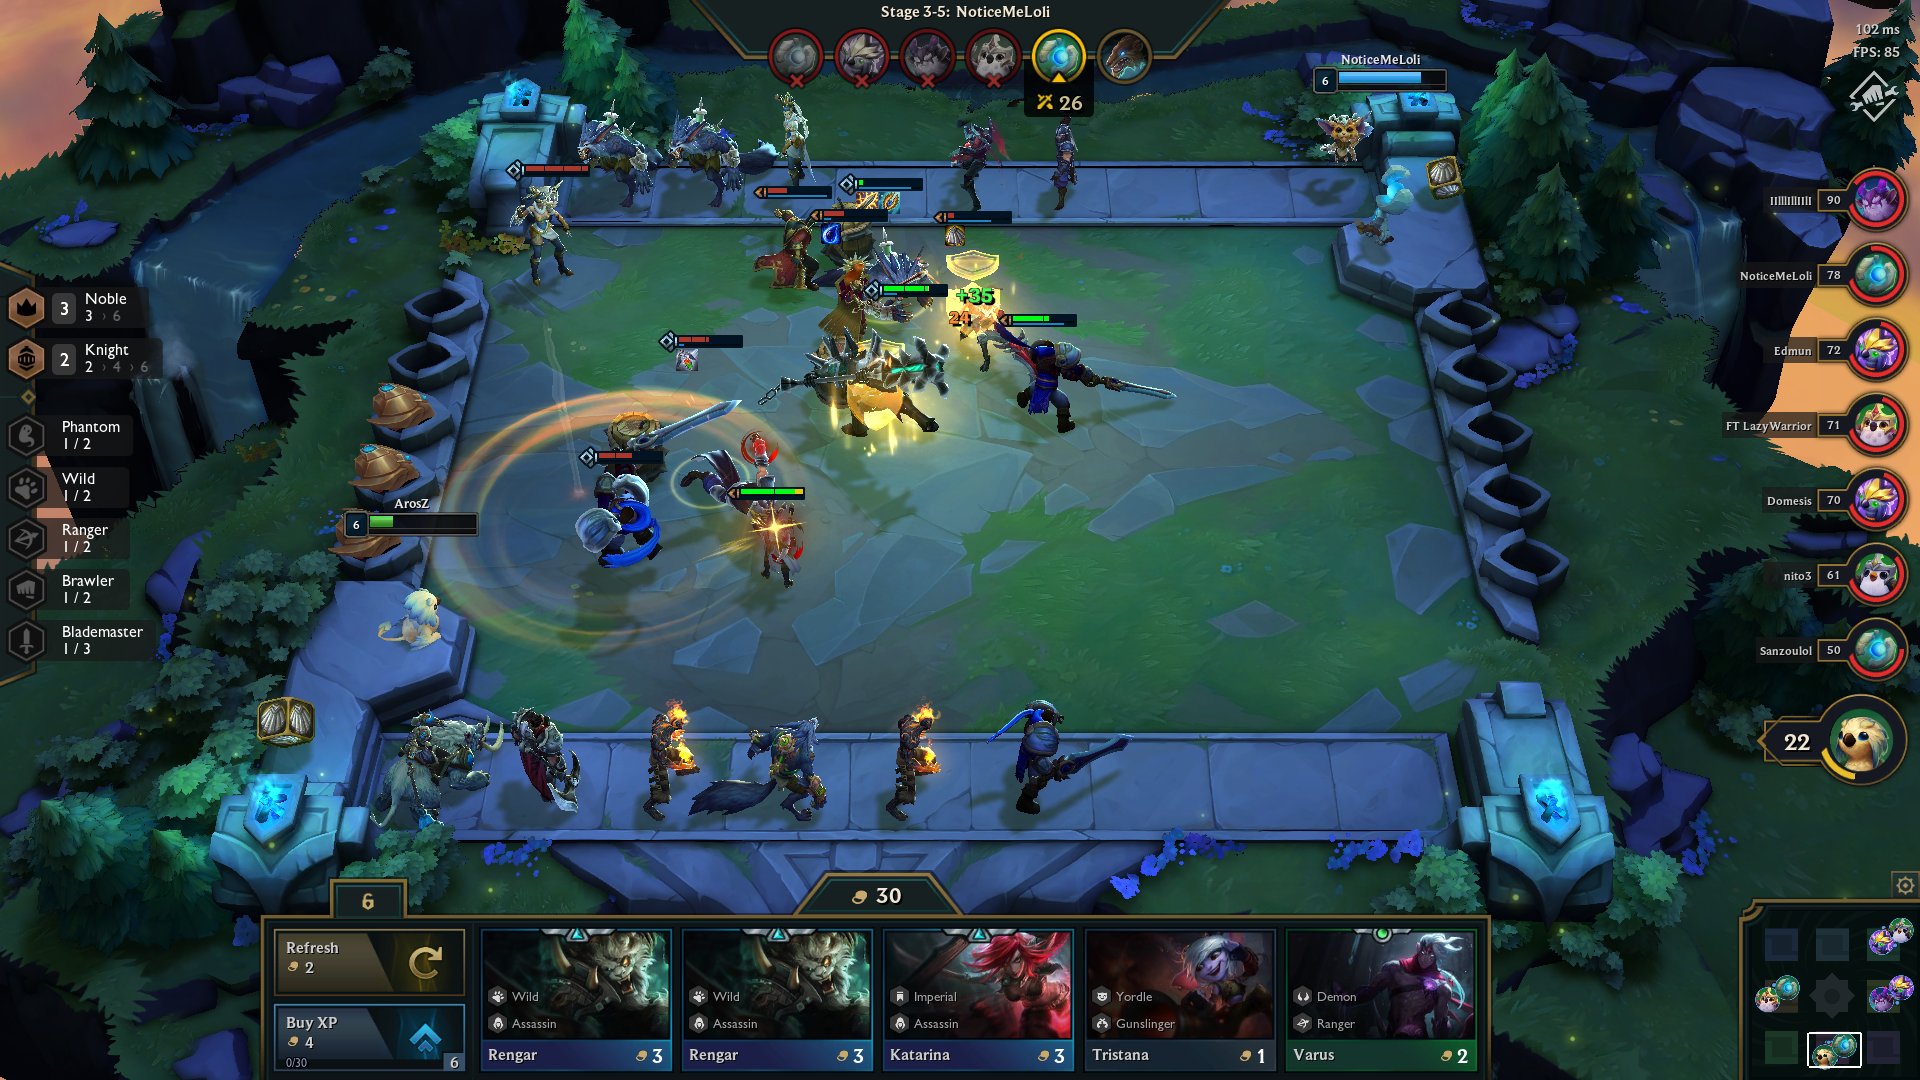 Stage 3-5: NoticeMeLoli
102 ms
FPS: 85
NoticeMeLoli
6
26
90
NoticeMeLoli
78
Edmun
72
FT LazyWarrior
71
Domesis
70
nito3
61
Sanzoulol
50
22
3
Noble
3 › 6
2
Knight
2 › 4 › 6
Phantom
1 / 2
Wild
1 / 2
Ranger
1 / 2
Brawler
1 / 2
Blademaster
1 / 3
+35
24
ArosZ
6
6
30
Refresh
2
Buy XP
4
0/30
6
Wild
Assassin
Rengar
3
Wild
Assassin
Rengar
3
Imperial
Assassin
Katarina
3
Yordle
Gunslinger
Tristana
1
Demon
Ranger
Varus
2